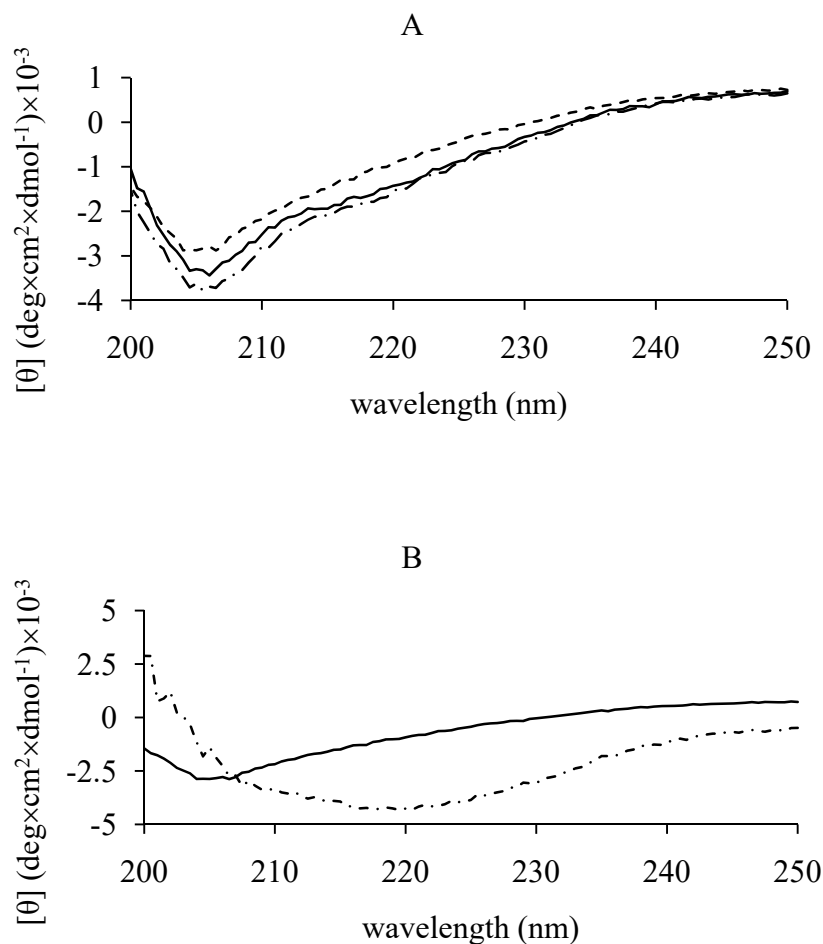 A
[θ] (deg×cm²×dmol⁻¹)×10⁻³
1
0
-1
-2
-3
-4
200 210 220 230 240 250
wavelength (nm)
B
[θ] (deg×cm²×dmol⁻¹)×10⁻³
5
2.5
0
-2.5
-5
200 210 220 230 240 250
wavelength (nm)